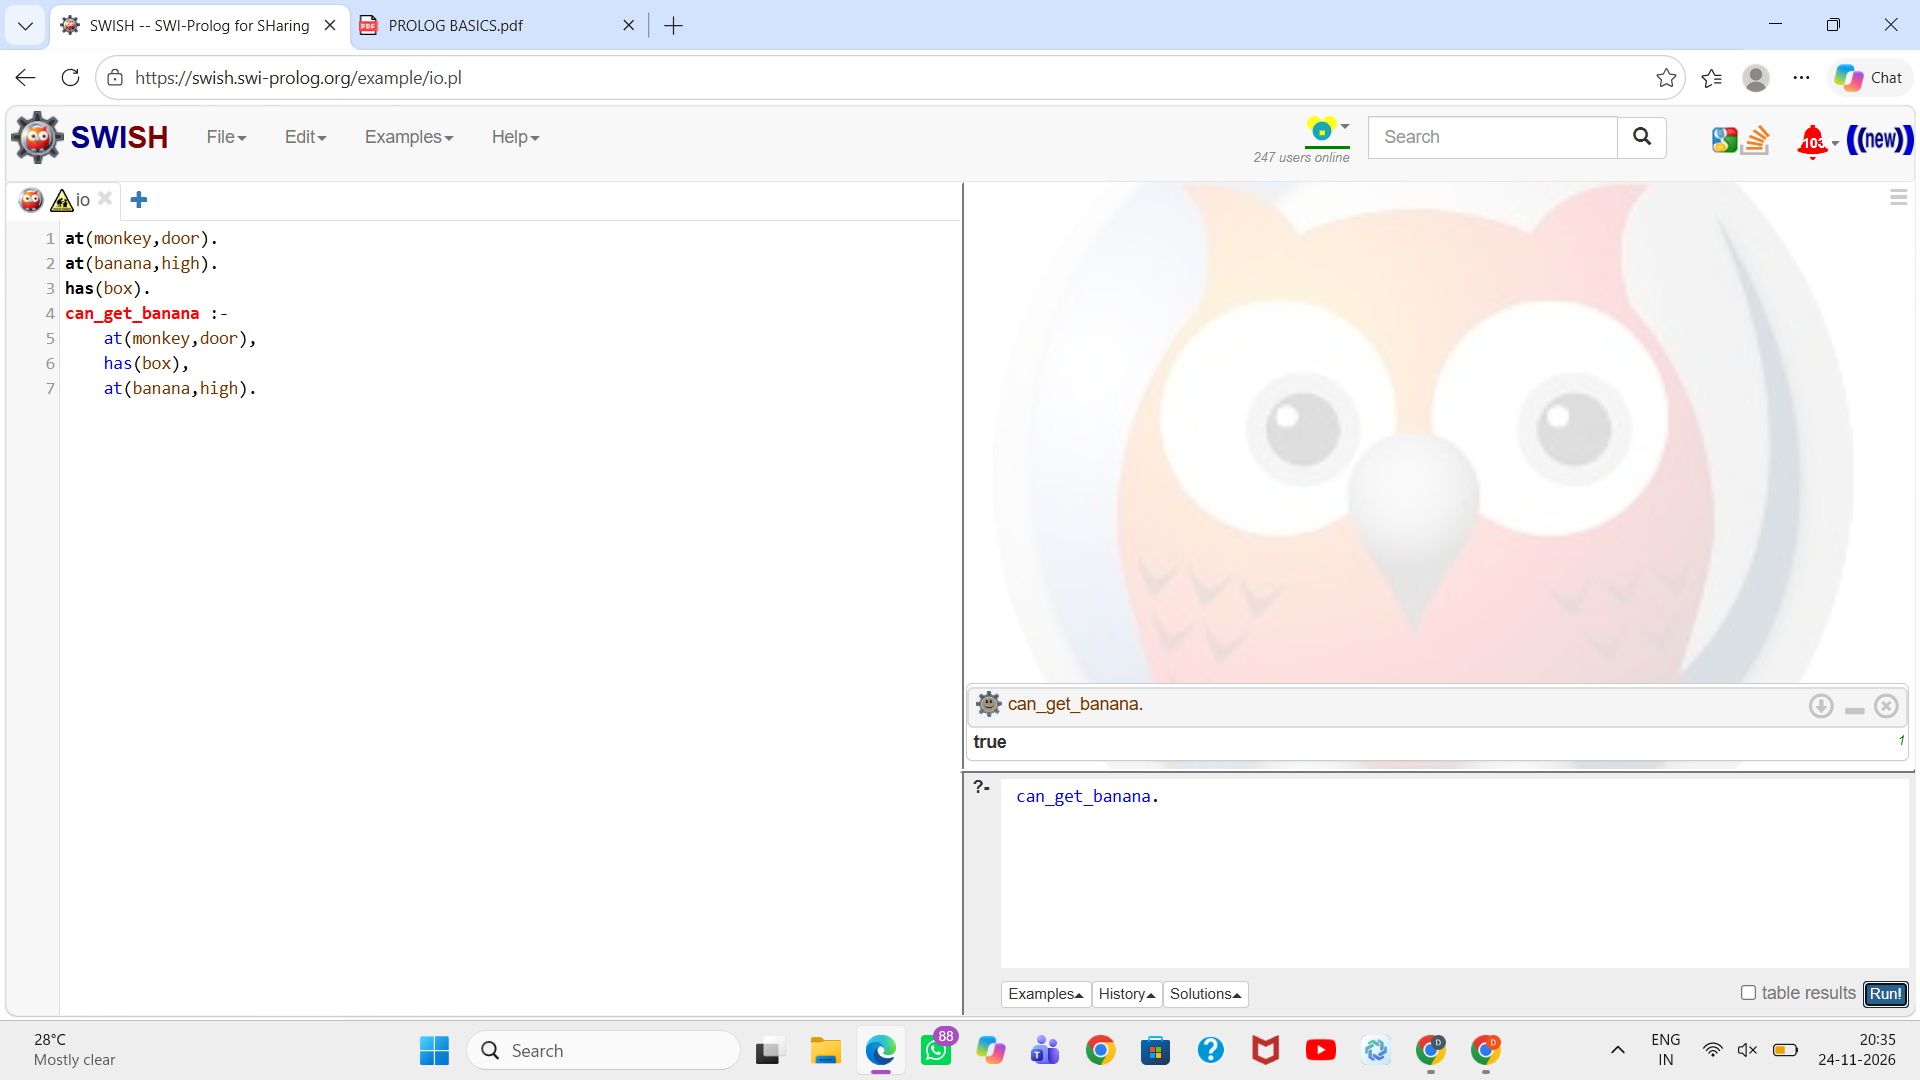 SWISH -- SWI-Prolog for SHaring
PROLOG BASICS.pdf
https://swish.swi-prolog.org/example/io.pl
Chat
SWISH
File
Edit
Examples
Help
247 users online
Search
103
((new))
io
1 at(monkey,door).
2 at(banana,high).
3 has(box).
4 can_get_banana :-
5 at(monkey,door),
6 has(box),
7 at(banana,high).
can_get_banana.
true
1
?- can_get_banana.
Examples
History
Solutions
table results
Run!
28°C
Mostly clear
Search
88
ENG
IN
20:35
24-11-2026